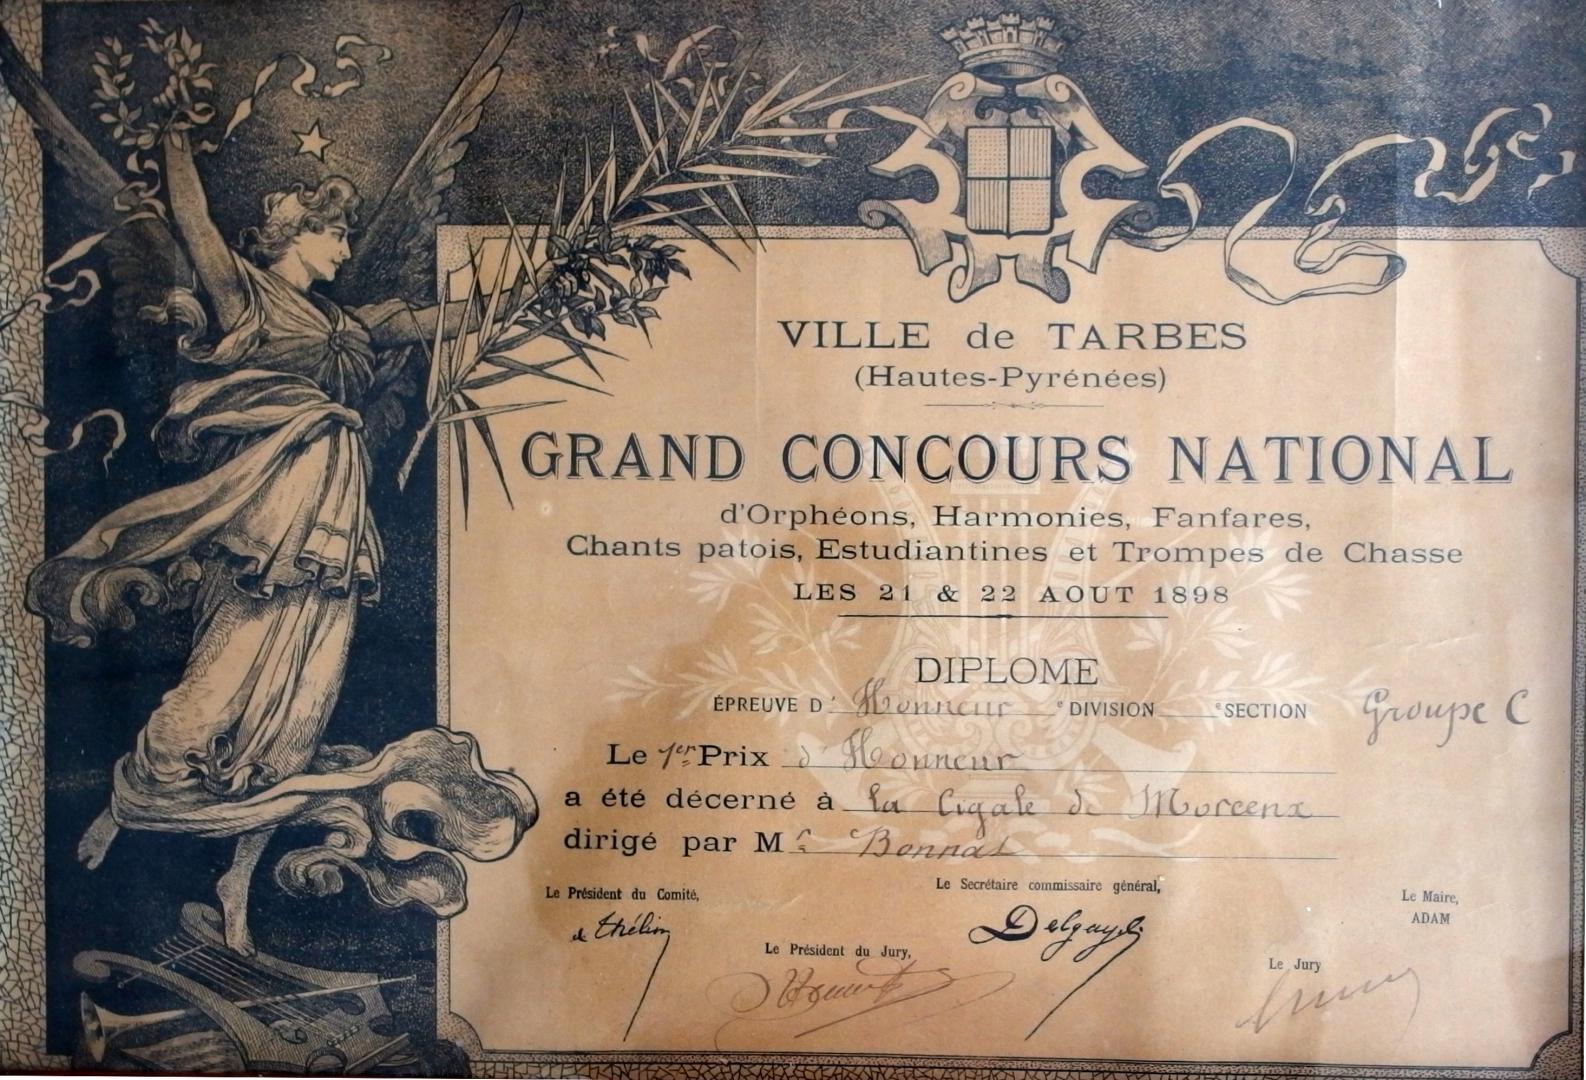 VILLE de TARBES
(Hautes-Pyrénées)
GRAND CONCOURS NATIONAL
d'Orphéons, Harmonies, Fanfares,
Chants patois, Estudiantines et Trompes de Chasse
LES 21 & 22 AOUT 1898
DIPLOME
ÉPREUVE D' Honneur e DIVISION e SECTION Groupe C
Le 1er Prix d'Honneur
a été décerné à La Cigale de Morcenx
dirigé par Mr Bonnat
Le Président du Comité,
Le Secrétaire commissaire général,
Le Maire,
ADAM
Le Président du Jury,
Le Jury